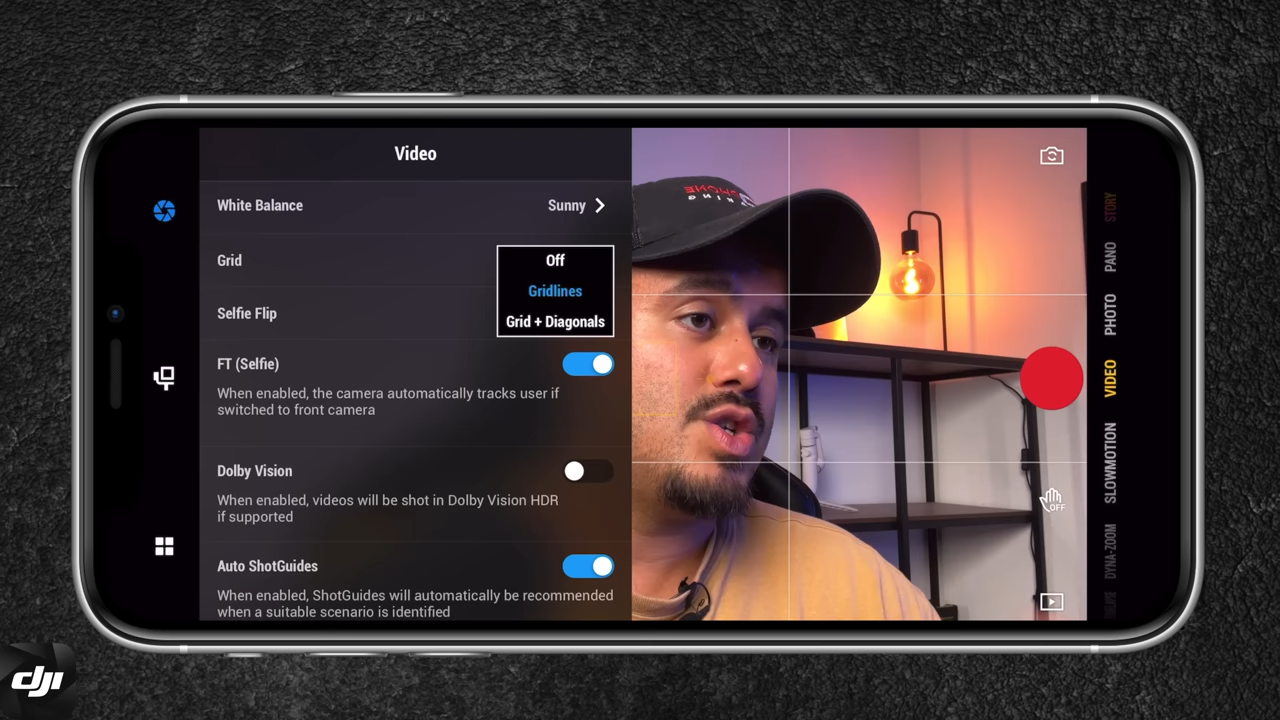 Video
White Balance
Sunny
Grid
Off
Gridlines
Grid + Diagonals
Selfie Flip
FT (Selfie)
When enabled, the camera automatically tracks user if
switched to front camera
Dolby Vision
When enabled, videos will be shot in Dolby Vision HDR
if supported
Auto ShotGuides
When enabled, ShotGuides will automatically be recommended
when a suitable scenario is identified
STORY
PANO
PHOTO
VIDEO
SLOWMOTION
DYNA-ZOOM
OFF
dji